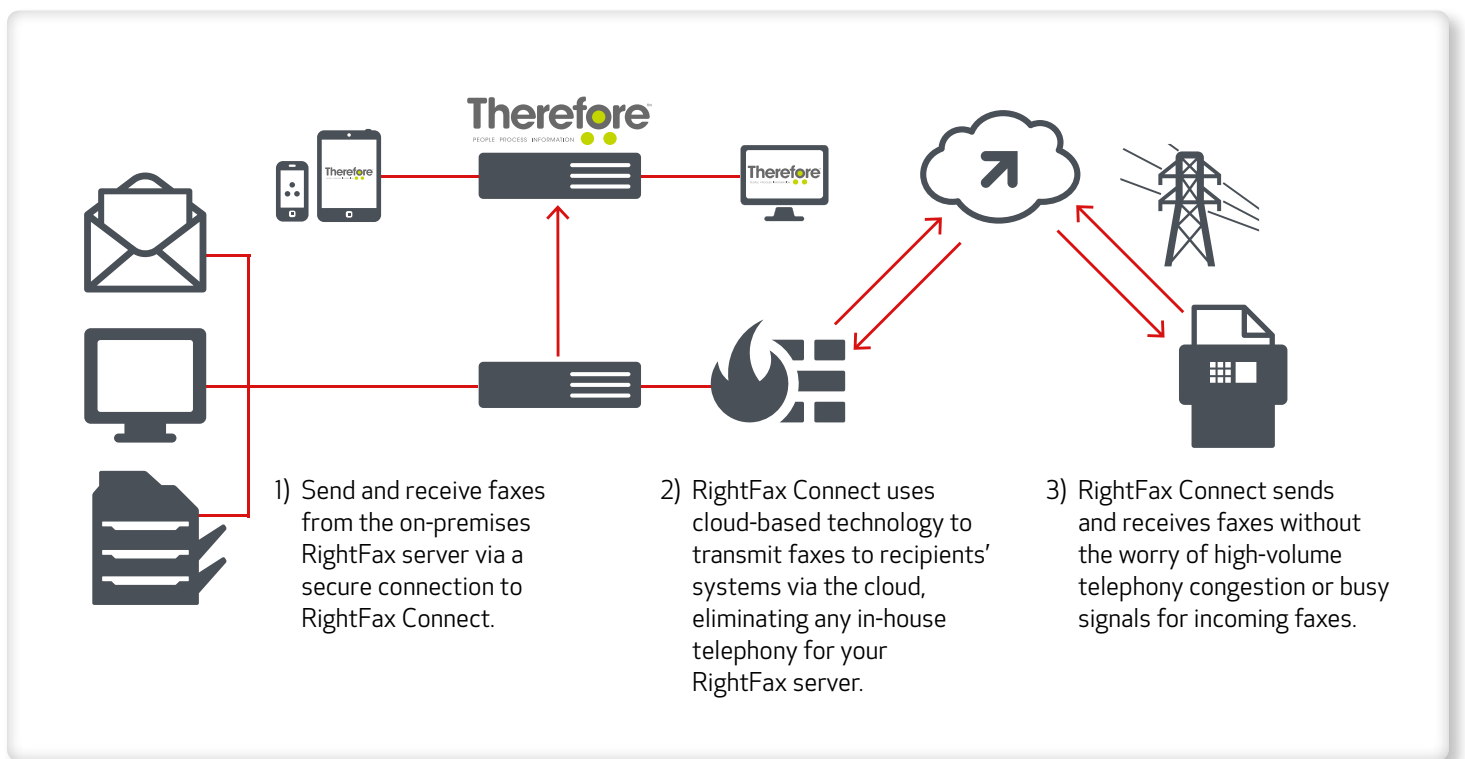 Therefore™
PEOPLE PROCESS INFORMATION
Therefore
Therefore
1) Send and receive faxes
from the on-premises
RightFax server via a
secure connection to
RightFax Connect.
2) RightFax Connect uses
cloud-based technology to
transmit faxes to recipients’
systems via the cloud,
eliminating any in-house
telephony for your
RightFax server.
3) RightFax Connect sends
and receives faxes without
the worry of high-volume
telephony congestion or busy
signals for incoming faxes.